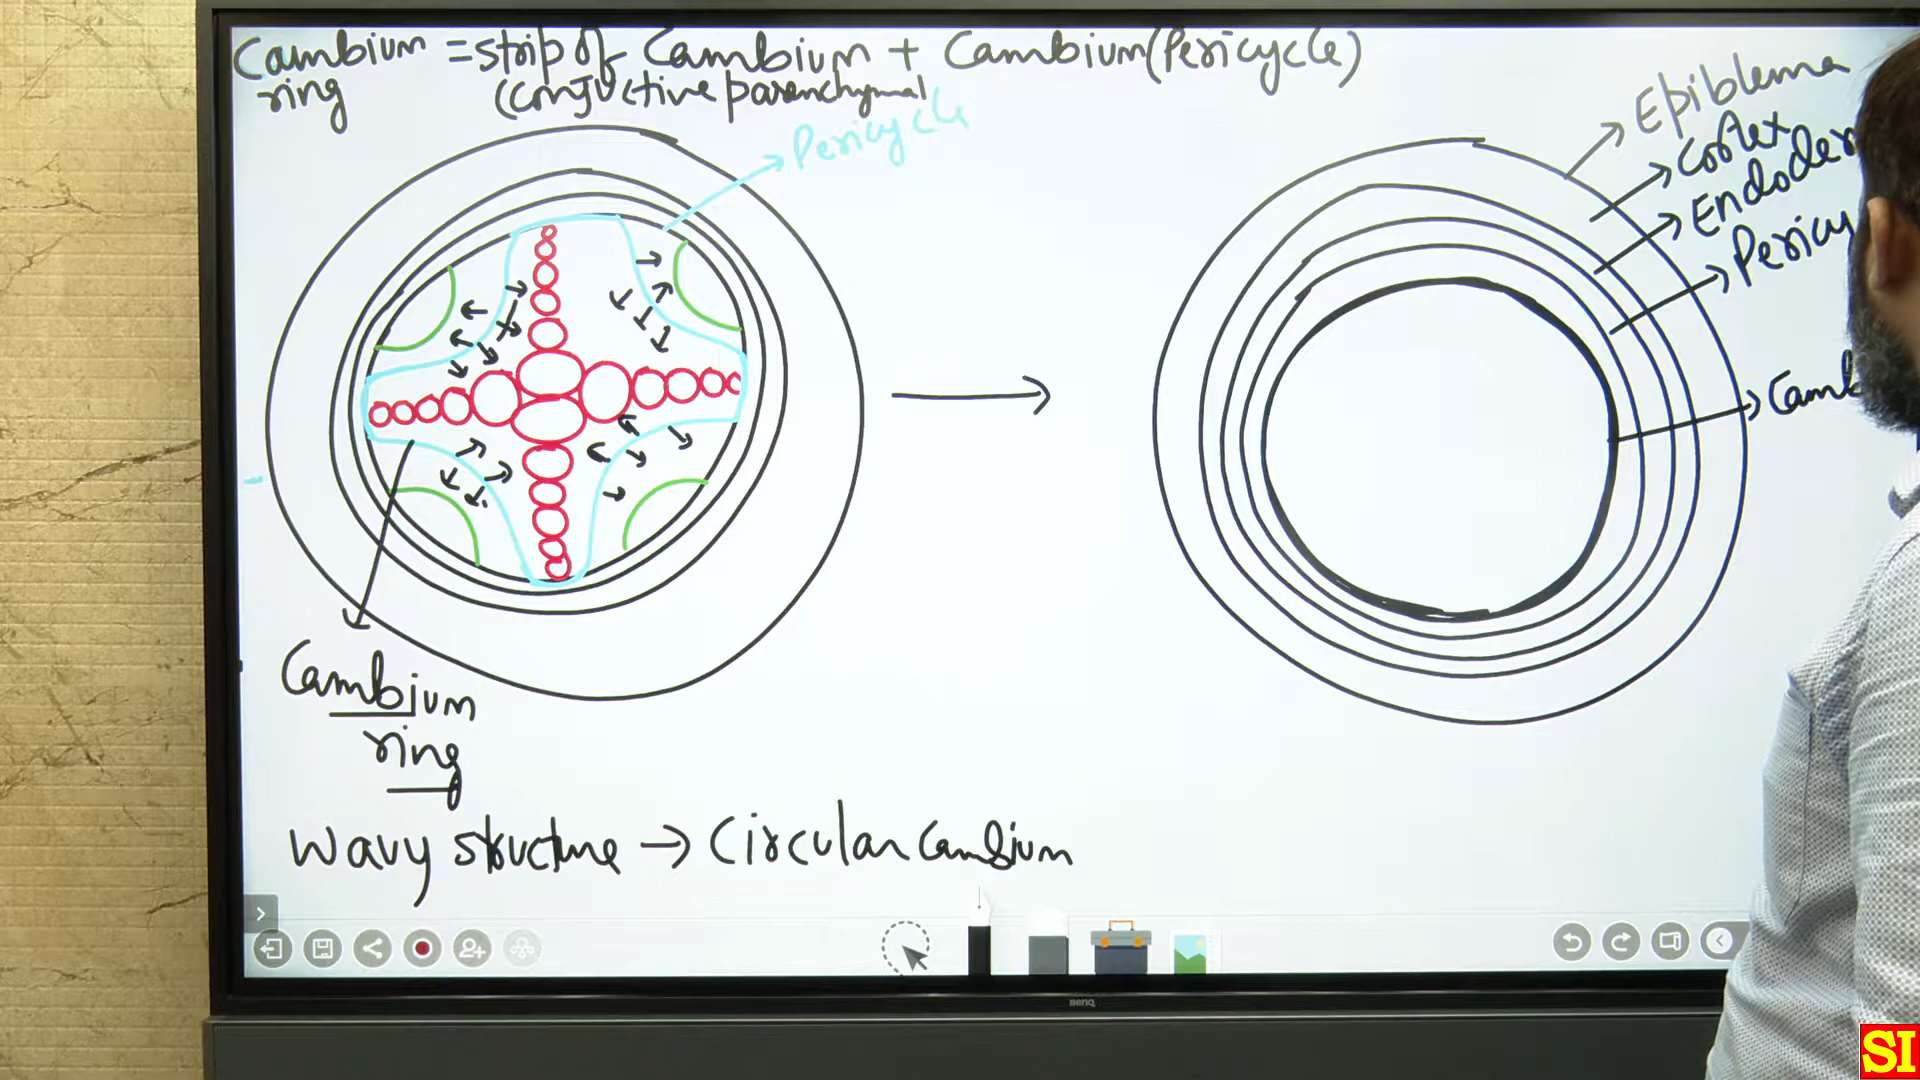 Cambium = strip of Cambium + Cambium (Pericycle)
ring (conjuctive parenchymal
Pericycle
Epiblema
Cortex
Endoder
Pericy
Camb
Cambium
ring
Wavy structure → Circular Cambium
BenQ
SI